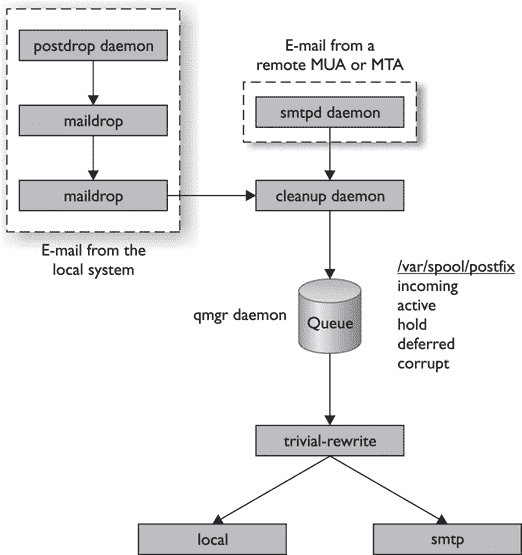 postdrop daemon
maildrop
maildrop
E-mail from the
local system
E-mail from a
remote MUA or MTA
smtpd daemon
cleanup daemon
qmgr daemon
Queue
/var/spool/postfix
incoming
active
hold
deferred
corrupt
trivial-rewrite
local
smtp